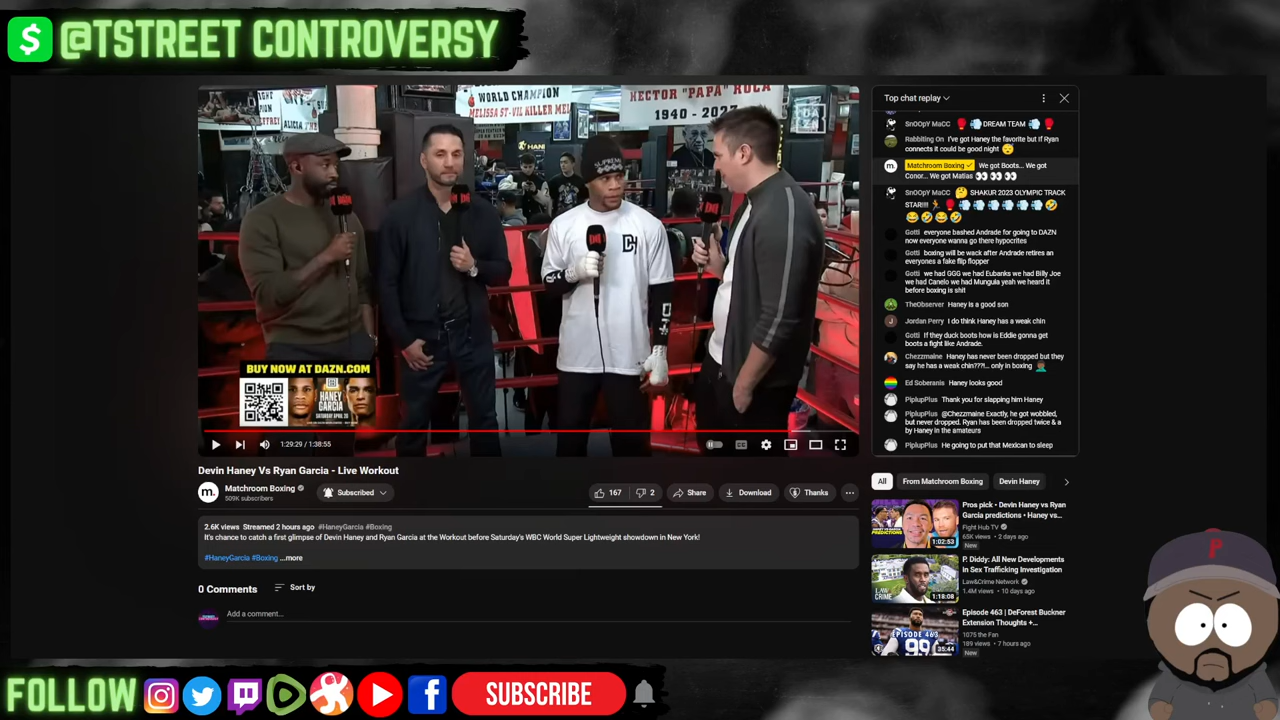 @TSTREET CONTROVERSY
WORLD CHAMPION
MELISSA ST-VIL KILLER MEL
HECTOR "PAPA" ROCA
1940 - 202
HANEY
SUPREME
BUY NOW AT DAZN.COM
HANEY
GARCIA
SATURDAY APRIL 20
1:29:29 / 1:38:55
Devin Haney Vs Ryan Garcia - Live Workout
m.
Matchroom Boxing
509K subscribers
Subscribed
167
2
Share
Download
Thanks
2.6K views Streamed 2 hours ago #HaneyGarcia #Boxing
It's chance to catch a first glimpse of Devin Haney and Ryan Garcia at the Workout before Saturday's WBC World Super Lightweight showdown in New York!
#HaneyGarcia #Boxing ...more
0 Comments
Sort by
Add a comment...
Top chat replay
SnOOpY MaCC 🥊 💨 DREAM TEAM 💨 🥊
Rabbiting On I've got Haney the favorite but if Ryan
connects it could be good night 😴
m.
Matchroom Boxing We got Boots... We got
Conor... We got Matias 👀 👀 👀
SnOOpY MaCC 🤔 SHAKUR 2023 OLYMPIC TRACK
STAR!!!! 🏃 🥊 💨 💨 💨 💨 💨 💨 🤣
😂 🤣 😂 🤣
Gotti everyone bashed Andrade for going to DAZN
now everyone wanna go there hypocrites
Gotti boxing will be wack after Andrade retires an
everyones a fake flip flopper
Gotti we had GGG we had Eubanks we had Billy Joe
we had Canelo we had Munguia yeah we heard it
before boxing is shit
TheObserver Haney is a good son
J
Jordan Perry I do think Haney has a weak chin
Gotti If they duck boots how is Eddie gonna get
boots a fight like Andrade.
Chezzmaine Haney has never been dropped but they
say he has a weak chin???!... only in boxing 🤦🏾‍♂️
Ed Soberanis Haney looks good
PiplupPlus Thank you for slapping him Haney
PiplupPlus @Chezzmaine Exactly, he got wobbled,
but never dropped. Ryan has been dropped twice & a
by Haney in the amateurs
PiplupPlus He going to put that Mexican to sleep
All
From Matchroom Boxing
Devin Haney
1:02:53
Pros pick • Devin Haney vs Ryan
Garcia predictions • Haney vs...
Fight Hub TV
65K views • 2 days ago
New
LAW
CRIME
1:18:08
P. Diddy: All New Developments
in Sex Trafficking Investigation
Law&Crime Network
1.4M views • 10 days ago
EPISODE 463
99
35:44
Episode 463 | DeForest Buckner
Extension Thoughts +...
1075 the Fan
189 views • 7 hours ago
New
P
FOLLOW
SUBSCRIBE